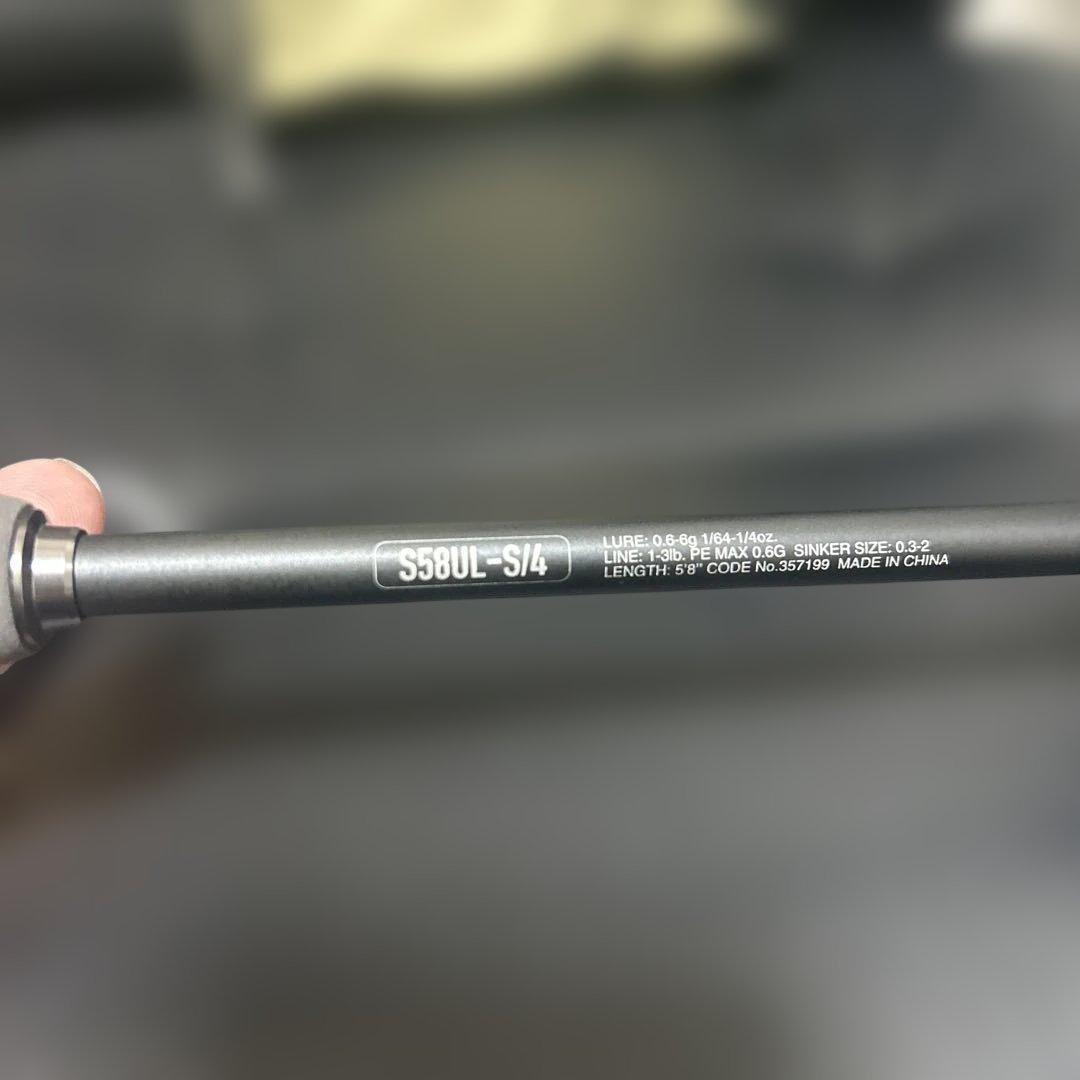 S58UL-S/4
LURE: 0.6-6g 1/64-1/4oz.
LINE: 1-3lb. PE MAX 0.6G SINKER SIZE: 0.3-2
LENGTH: 5'8" CODE No.357199 MADE IN CHINA